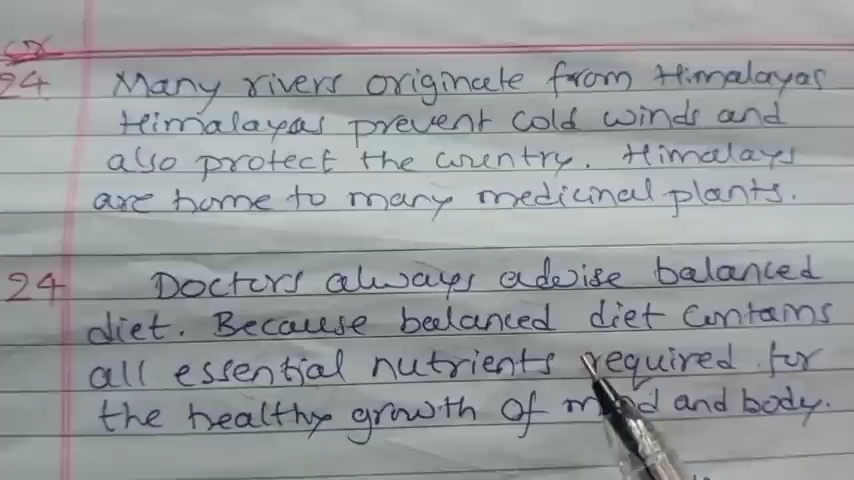 24 Many rivers originate from Himalayas
Himalayas prevent cold winds and
also protect the country. Himalays
are home to many medicinal plants.
24 Doctors always advise balanced
diet. Because balanced diet contains
all essential nutrients required for
the healthy growth of mind and body.